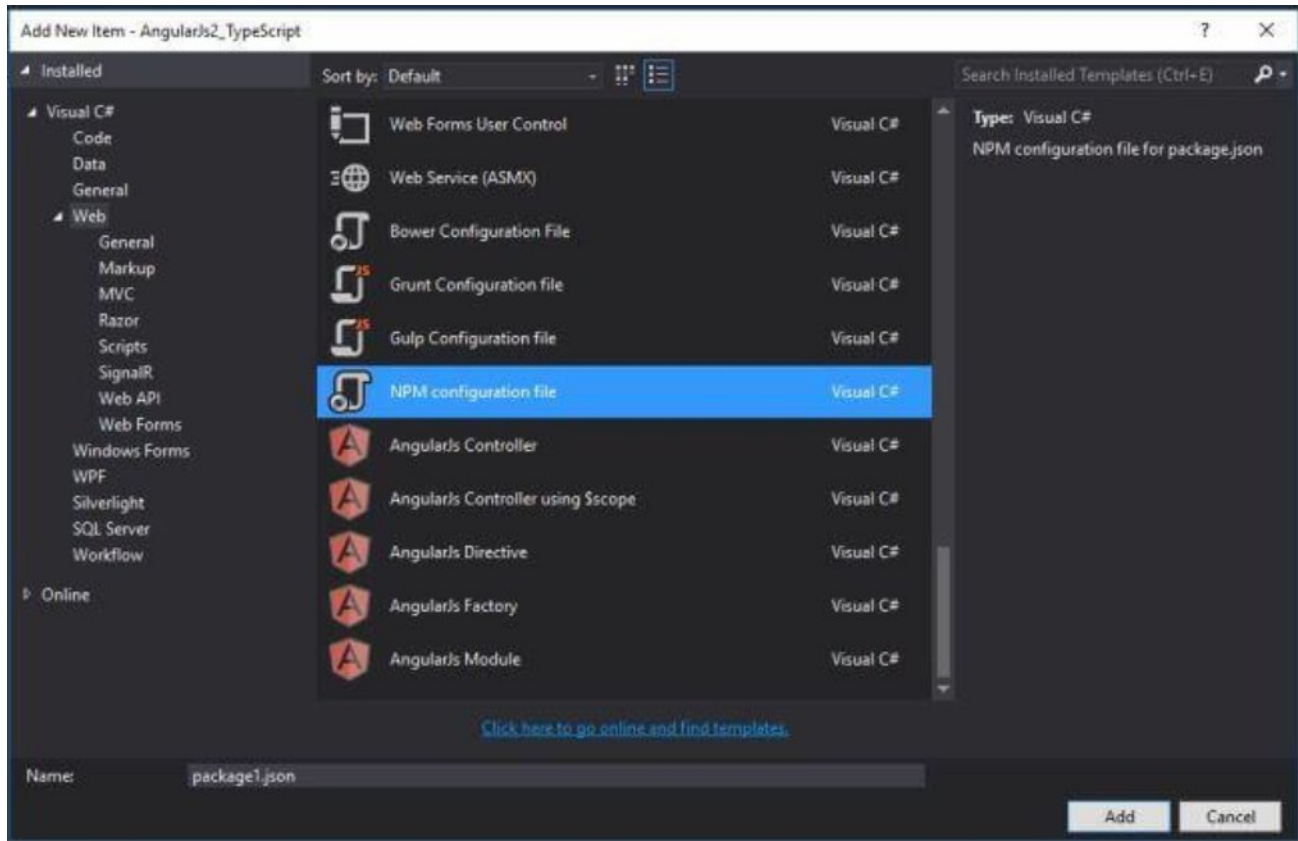 Add New Item - AngularJs2_TypeScript
?
Installed
Sort by: Default
Search Installed Templates (Ctrl+E)
Visual C#
Code
Data
General
Web
General
Markup
MVC
Razor
Scripts
SignalR
Web API
Web Forms
Windows Forms
WPF
Silverlight
SQL Server
Workflow
Online
Web Forms User Control Visual C#
Web Service (ASMX) Visual C#
Bower Configuration File Visual C#
JS Grunt Configuration file Visual C#
JS Gulp Configuration file Visual C#
NPM configuration file Visual C#
A AngularJs Controller Visual C#
A AngularJs Controller using $scope Visual C#
A AngularJs Directive Visual C#
A AngularJs Factory Visual C#
A AngularJs Module Visual C#
Click here to go online and find templates.
Type: Visual C#
NPM configuration file for package.json
Name: package1.json
Add Cancel